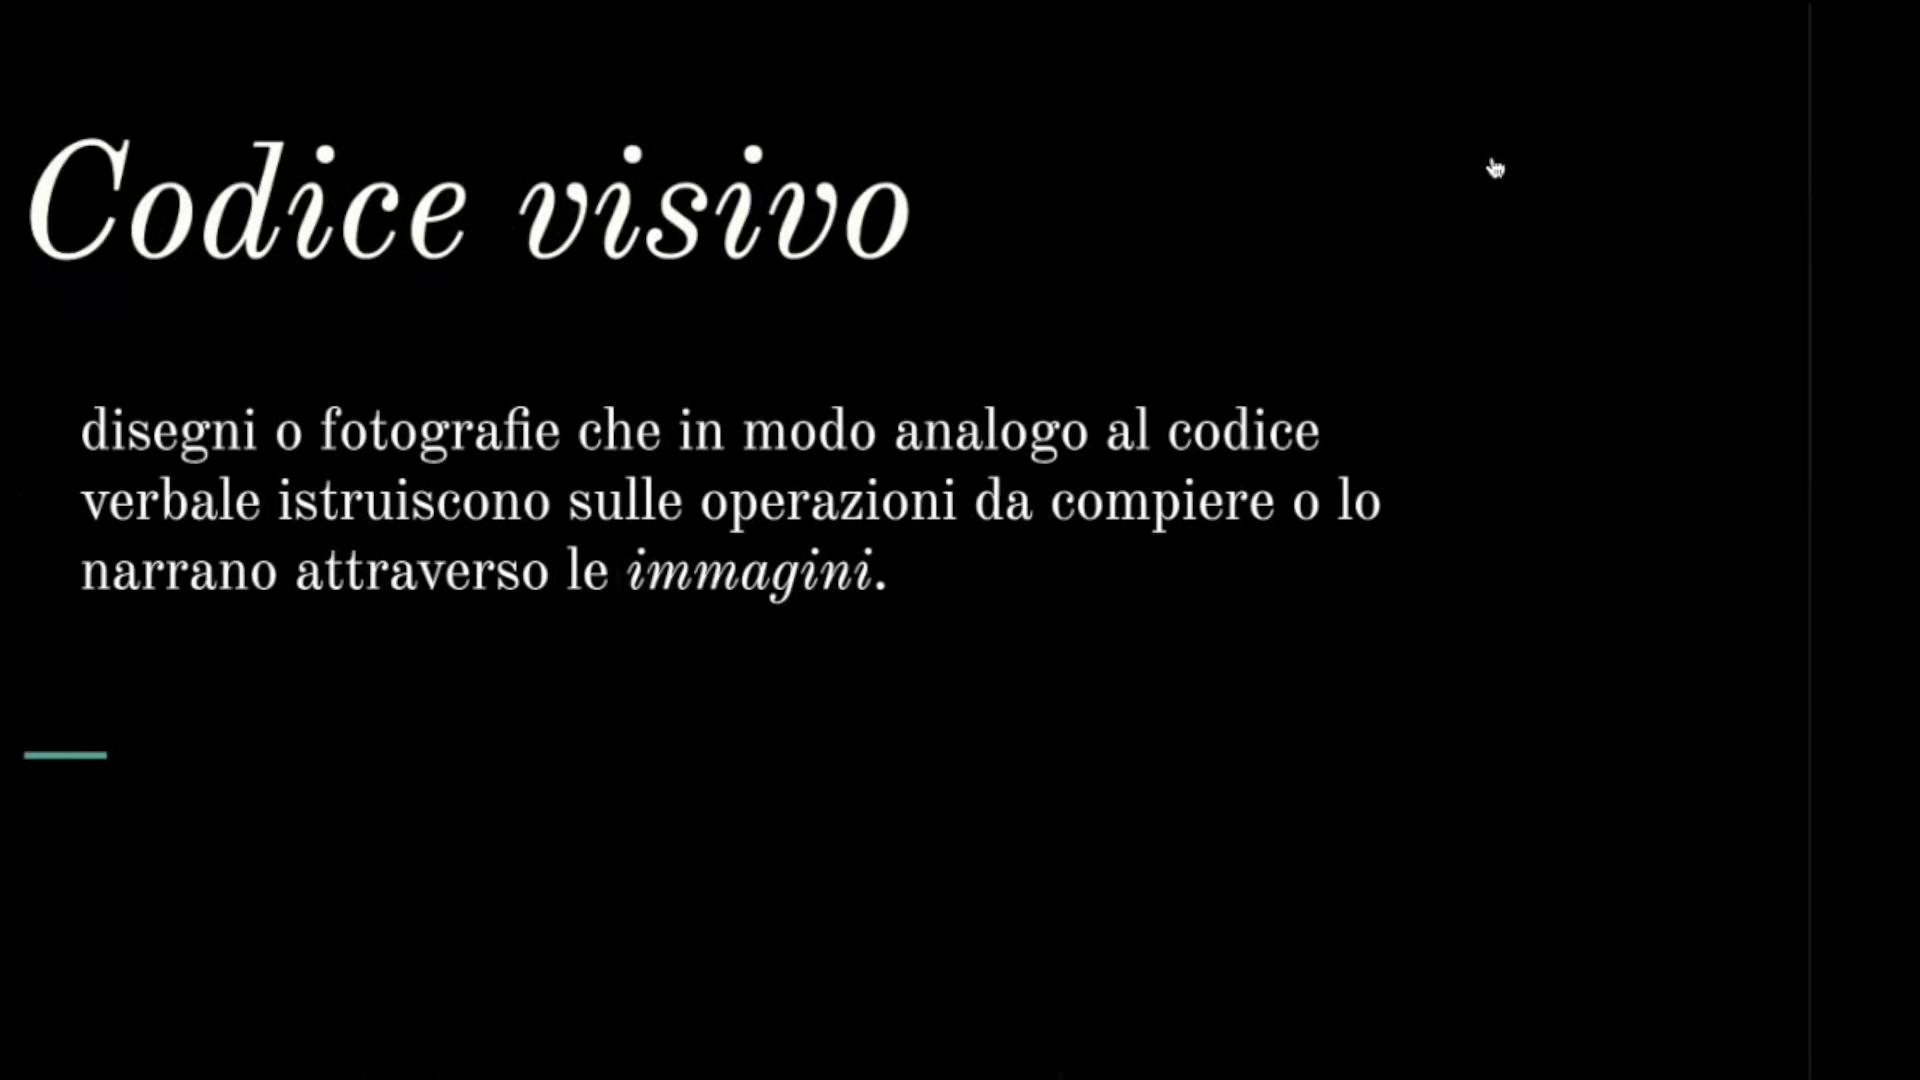 Codice visivo
disegni o fotografie che in modo analogo al codice
verbale istruiscono sulle operazioni da compiere o lo
narrano attraverso le immagini.